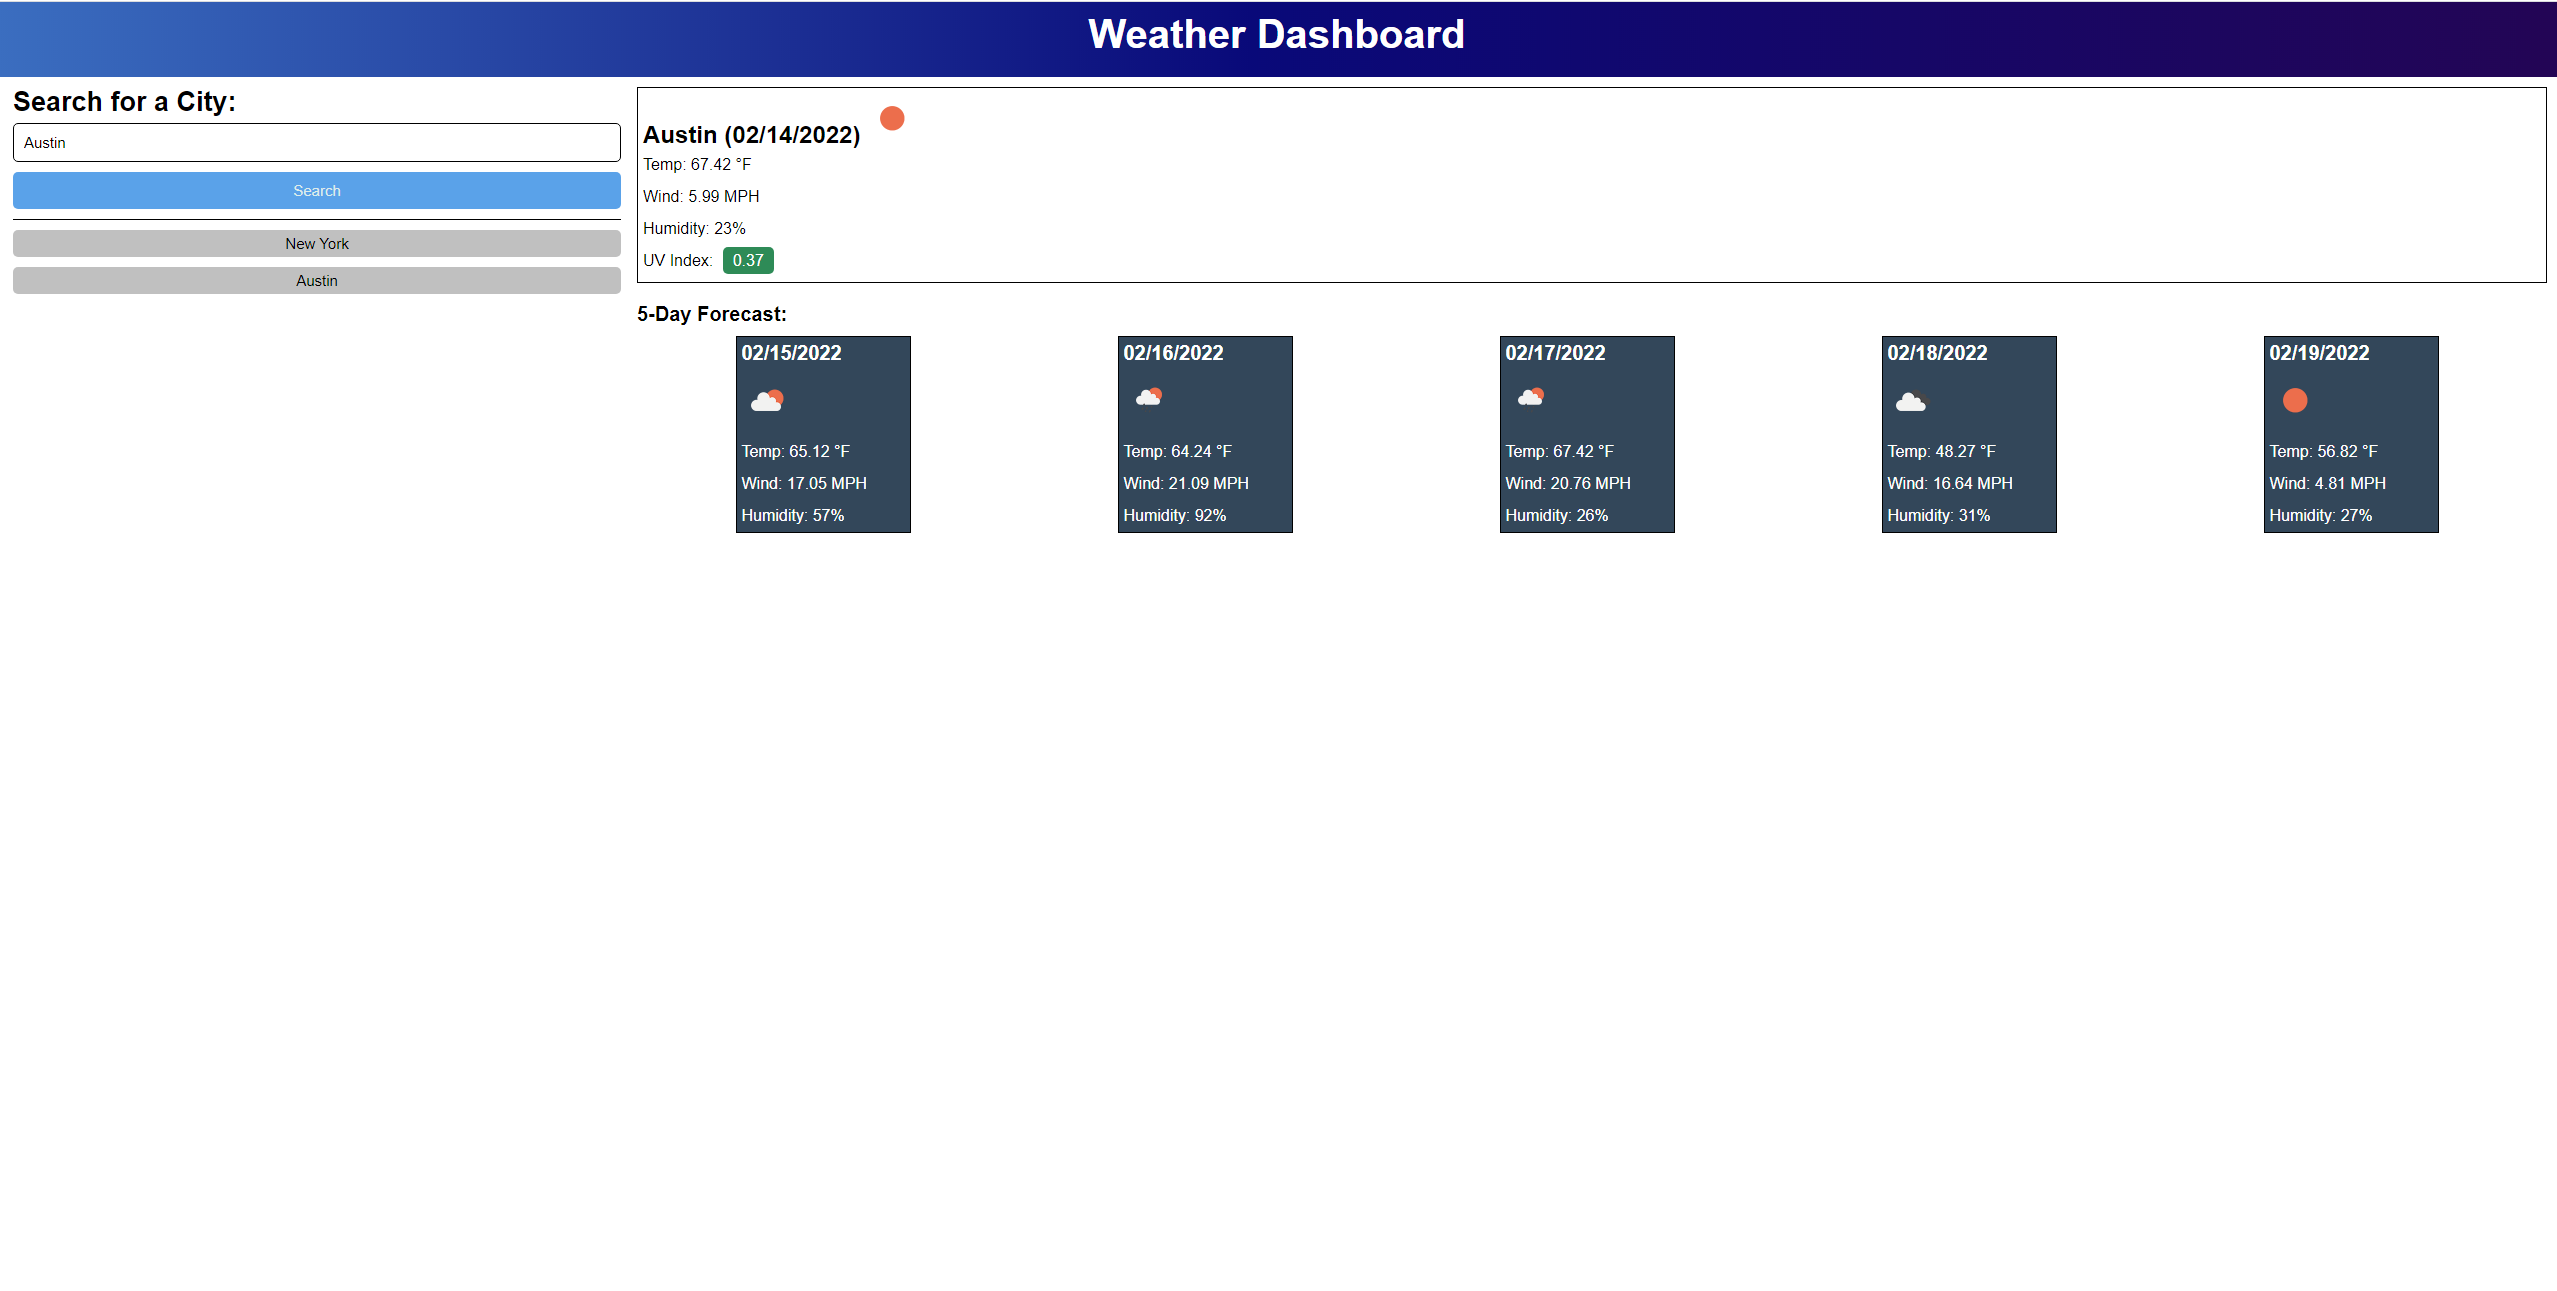 Weather Dashboard
Search for a City:
Austin
Search
New York
Austin
Austin (02/14/2022)
Temp: 67.42 °F
Wind: 5.99 MPH
Humidity: 23%
UV Index: 0.37
5-Day Forecast:
02/15/2022
Temp: 65.12 °F
Wind: 17.05 MPH
Humidity: 57%
02/16/2022
Temp: 64.24 °F
Wind: 21.09 MPH
Humidity: 92%
02/17/2022
Temp: 67.42 °F
Wind: 20.76 MPH
Humidity: 26%
02/18/2022
Temp: 48.27 °F
Wind: 16.64 MPH
Humidity: 31%
02/19/2022
Temp: 56.82 °F
Wind: 4.81 MPH
Humidity: 27%